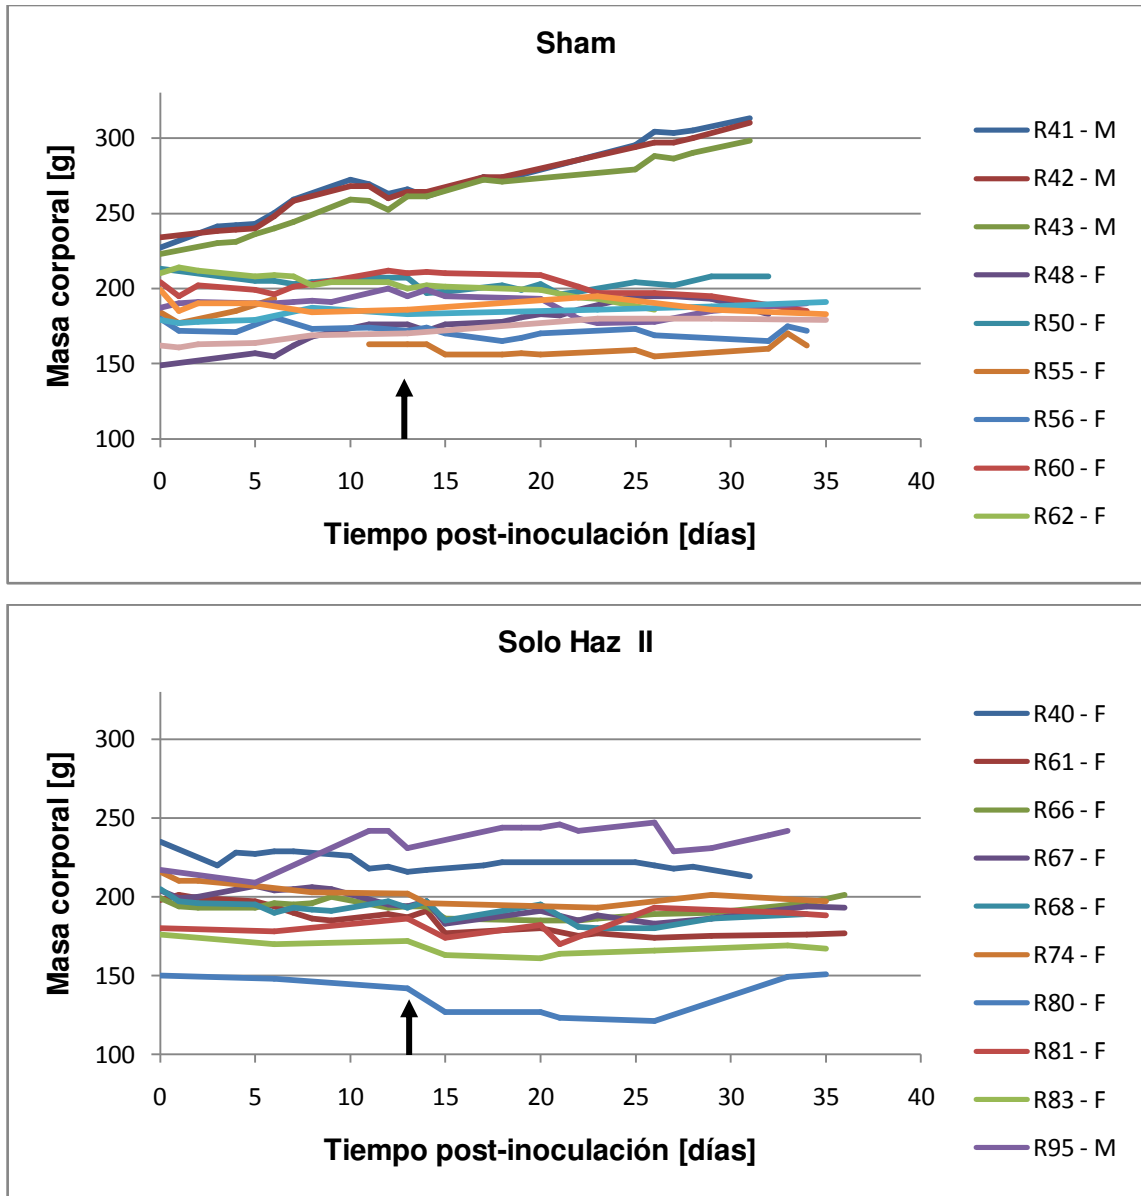 Sham
Masa corporal [g]
300
250
200
150
100
0 5 10 15 20 25 30 35 40
Tiempo post-inoculación [días]
R41 - M
R42 - M
R43 - M
R48 - F
R50 - F
R55 - F
R56 - F
R60 - F
R62 - F
Solo Haz II
Masa corporal [g]
300
250
200
150
100
0 5 10 15 20 25 30 35 40
Tiempo post-inoculación [días]
R40 - F
R61 - F
R66 - F
R67 - F
R68 - F
R74 - F
R80 - F
R81 - F
R83 - F
R95 - M